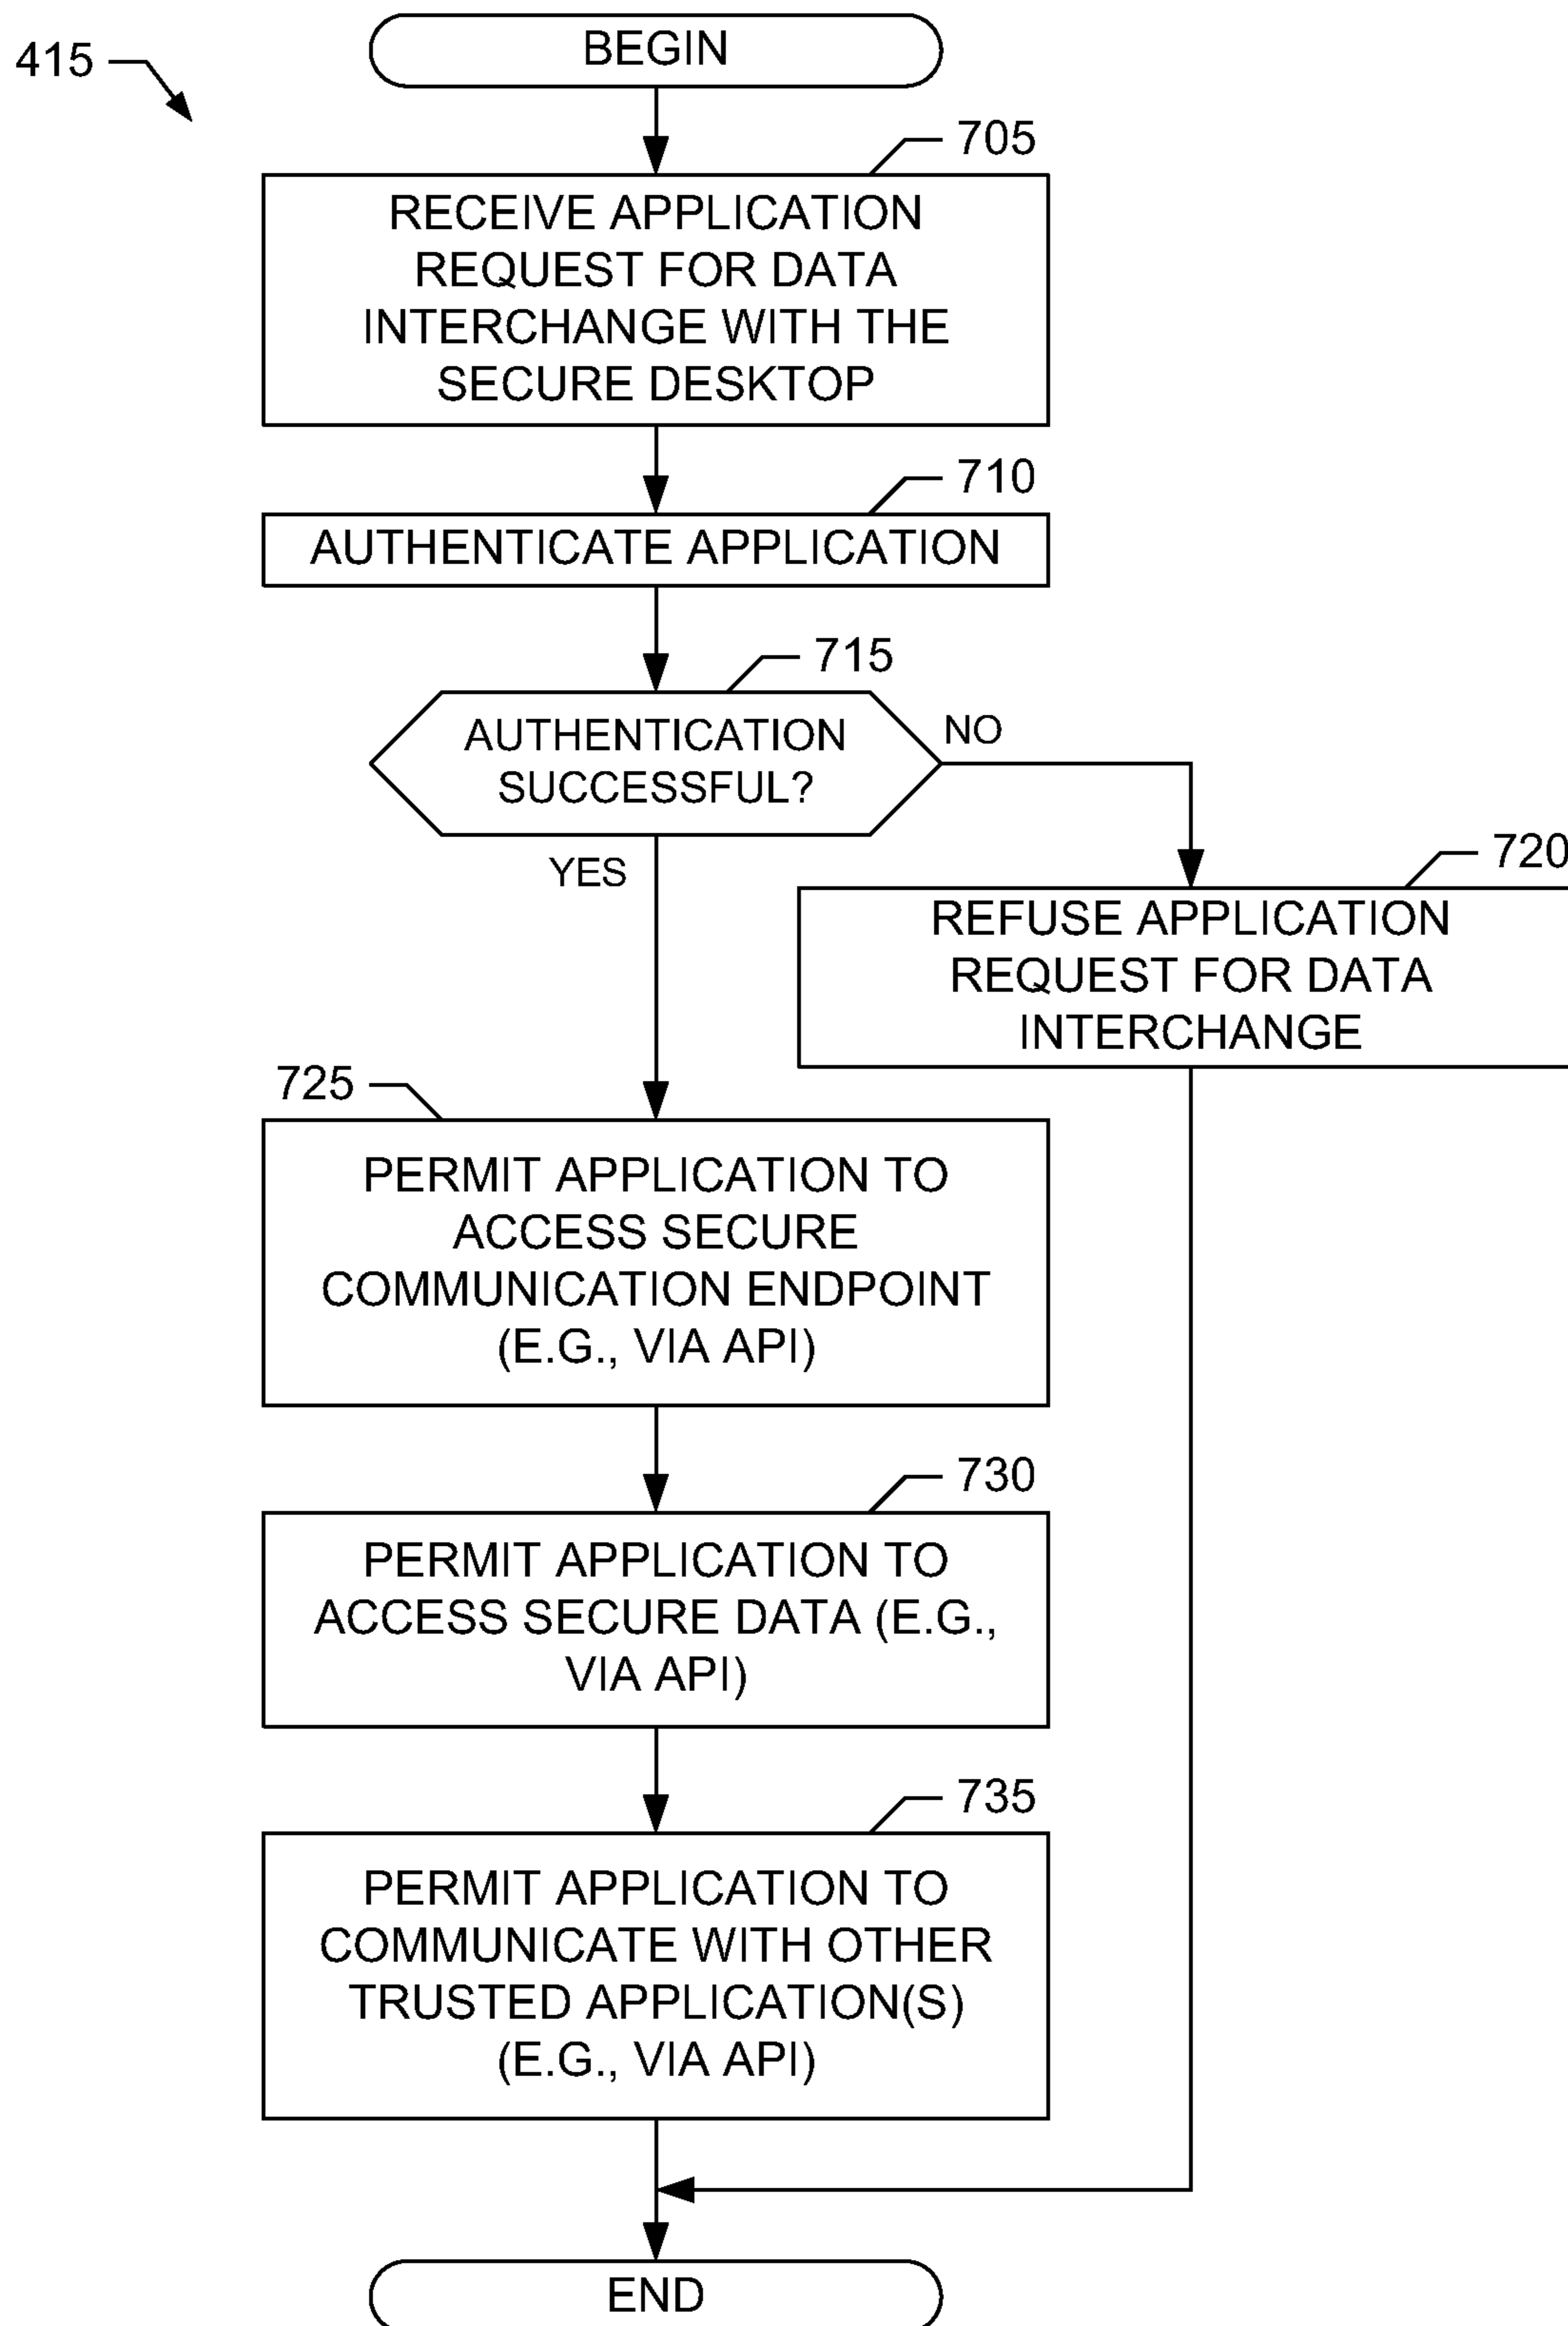 BEGIN
415
705
RECEIVE APPLICATION
REQUEST FOR DATA
INTERCHANGE WITH THE
SECURE DESKTOP
710
AUTHENTICATE APPLICATION
715
AUTHENTICATION
SUCCESSFUL?
NO
YES
720
REFUSE APPLICATION
REQUEST FOR DATA
INTERCHANGE
725
PERMIT APPLICATION TO
ACCESS SECURE
COMMUNICATION ENDPOINT
(E.G., VIA API)
730
PERMIT APPLICATION TO
ACCESS SECURE DATA (E.G.,
VIA API)
735
PERMIT APPLICATION TO
COMMUNICATE WITH OTHER
TRUSTED APPLICATION(S)
(E.G., VIA API)
END